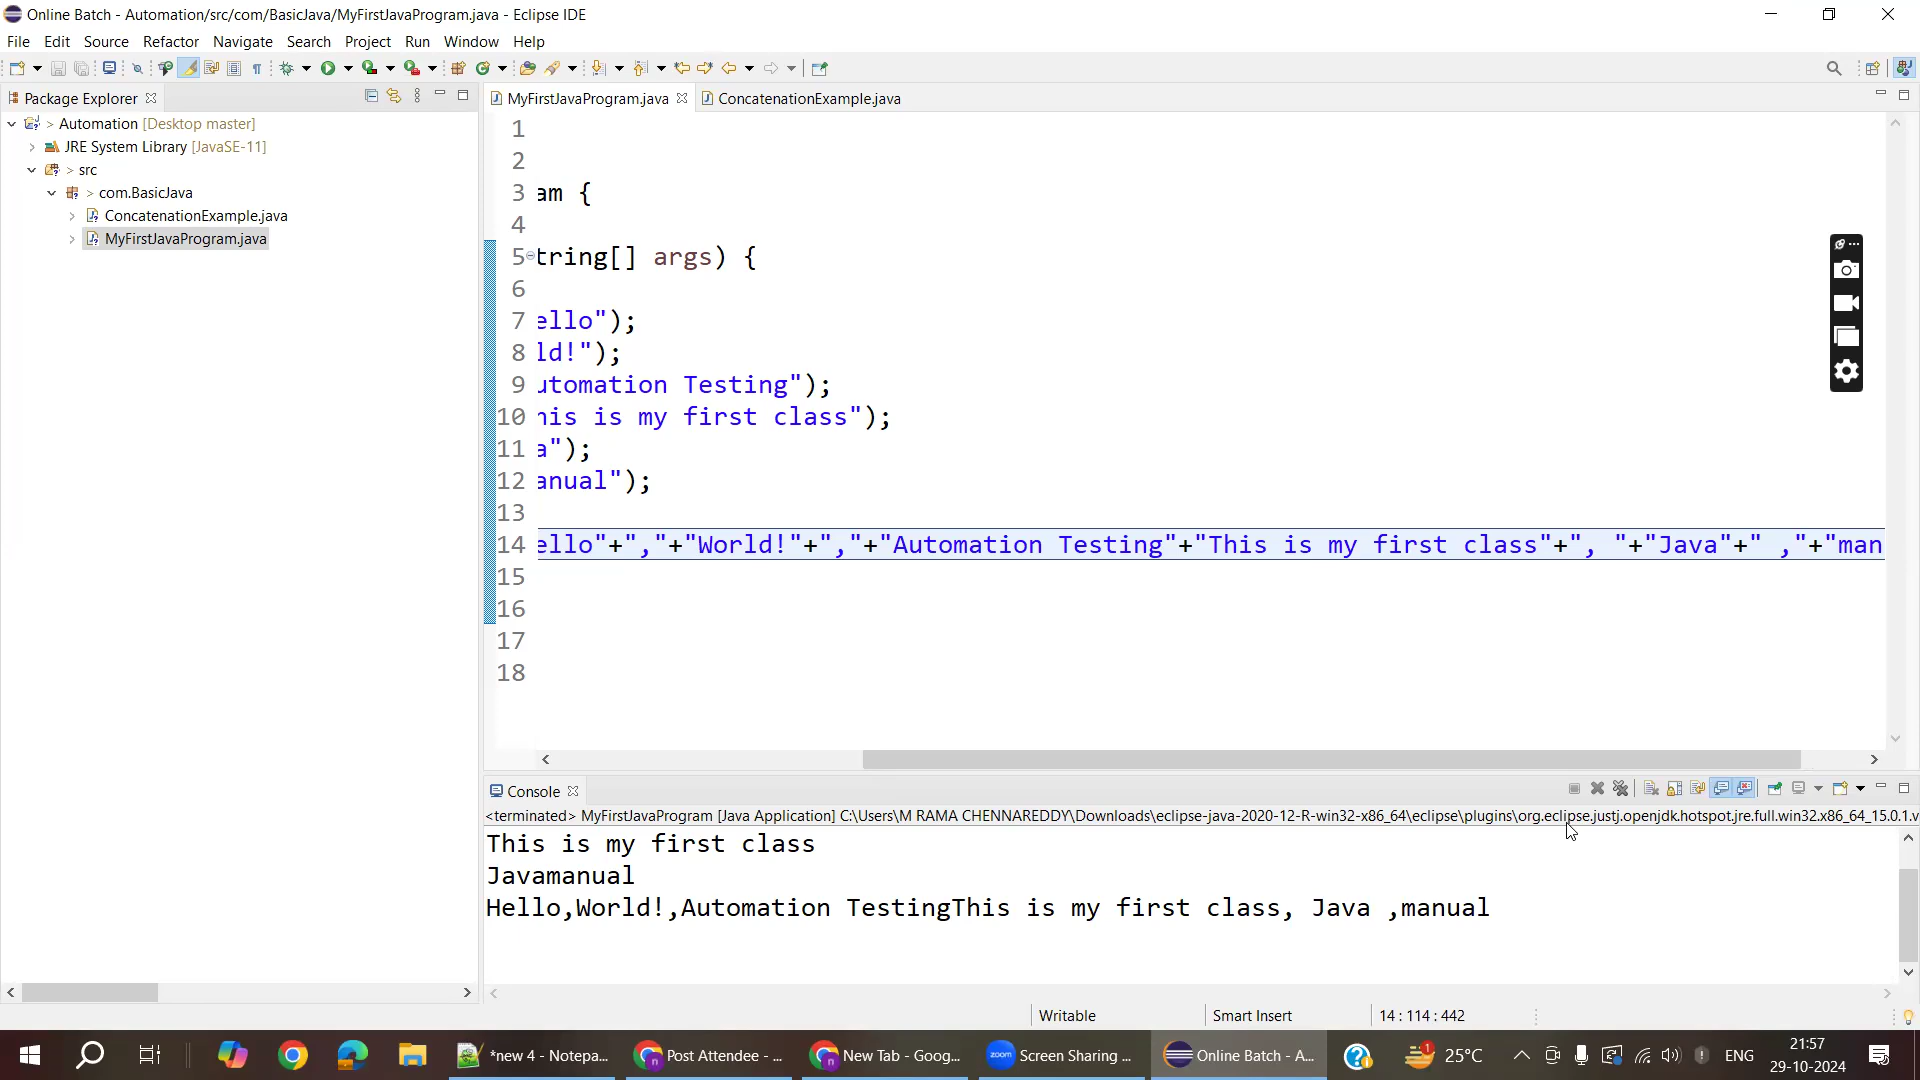 Online Batch - Automation/src/com/BasicJava/MyFirstJavaProgram.java - Eclipse IDE
File Edit Source Refactor Navigate Search Project Run Window Help
Package Explorer
> Automation [Desktop master]
JRE System Library [JavaSE-11]
> src
> com.BasicJava
ConcatenationExample.java
MyFirstJavaProgram.java
MyFirstJavaProgram.java ConcatenationExample.java
1
2
3 am {
4
5 tring[] args) {
6
7 ello");
8 ld!");
9 utomation Testing");
10 his is my first class");
11 a");
12 anual");
13
14 ello"+","+"World!"+","+"Automation Testing"+"This is my first class"+", "+"Java"+" ,"+"man
15
16
17
18
Console
<terminated> MyFirstJavaProgram [Java Application] C:\Users\M RAMA CHENNAREDDY\Downloads\eclipse-java-2020-12-R-win32-x86_64\eclipse\plugins\org.eclipse.justj.openjdk.hotspot.jre.full.win32.x86_64_15.0.1.v
This is my first class
Javamanual
Hello,World!,Automation TestingThis is my first class, Java ,manual
Writable Smart Insert 14 : 114 : 442
*new 4 - Notepa... Post Attendee - ... New Tab - Goog... zoom Screen Sharing ... Online Batch - A... 1 25°C ENG 21:57
29-10-2024